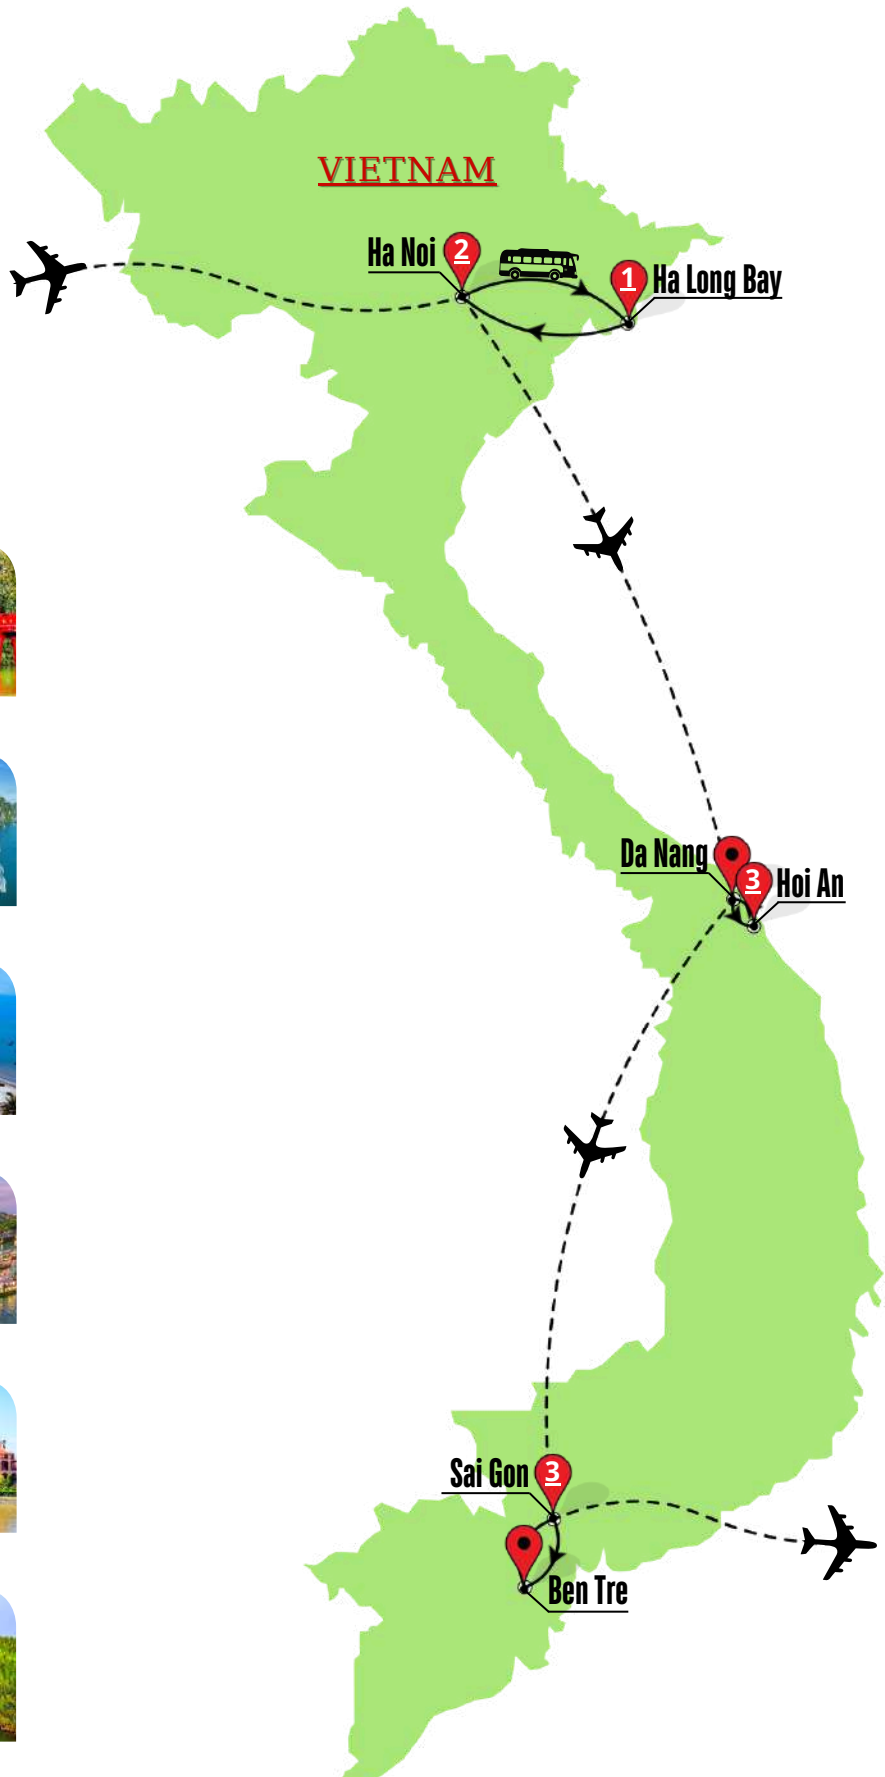 VIETNAM
Ha Noi
2
1
Ha Long Bay
Da Nang
3
Hoi An
Sai Gon
3
Ben Tre